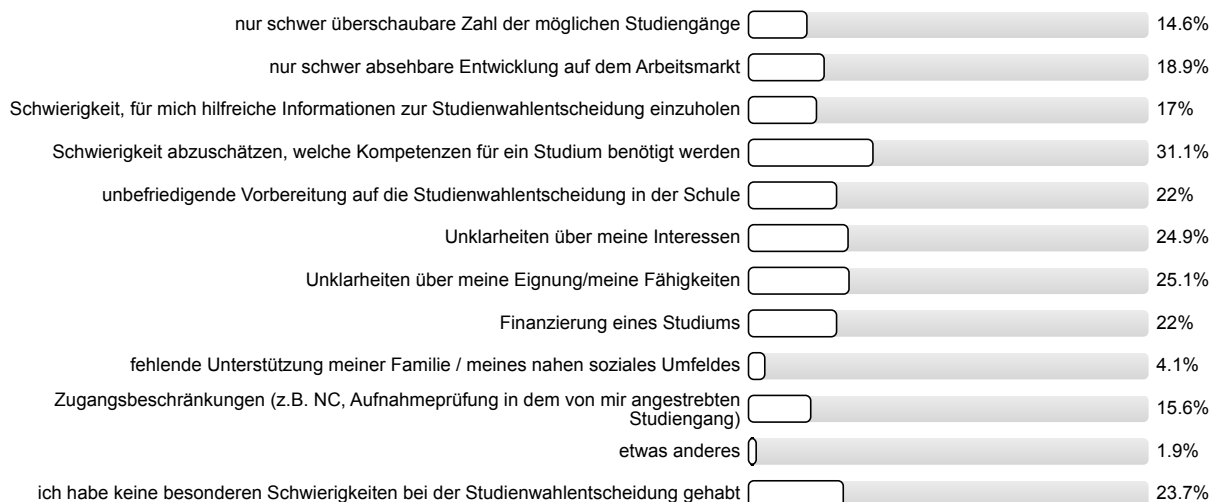 nur schwer überschaubare Zahl der möglichen Studiengänge 14.6%
nur schwer absehbare Entwicklung auf dem Arbeitsmarkt 18.9%
Schwierigkeit, für mich hilfreiche Informationen zur Studienwahlentscheidung einzuholen 17%
Schwierigkeit abzuschätzen, welche Kompetenzen für ein Studium benötigt werden 31.1%
unbefriedigende Vorbereitung auf die Studienwahlentscheidung in der Schule 22%
Unklarheiten über meine Interessen 24.9%
Unklarheiten über meine Eignung/meine Fähigkeiten 25.1%
Finanzierung eines Studiums 22%
fehlende Unterstützung meiner Familie / meines nahen soziales Umfeldes 4.1%
Zugangsbeschränkungen (z.B. NC, Aufnahmeprüfung in dem von mir angestrebten
Studiengang) 15.6%
etwas anderes 1.9%
ich habe keine besonderen Schwierigkeiten bei der Studienwahlentscheidung gehabt 23.7%